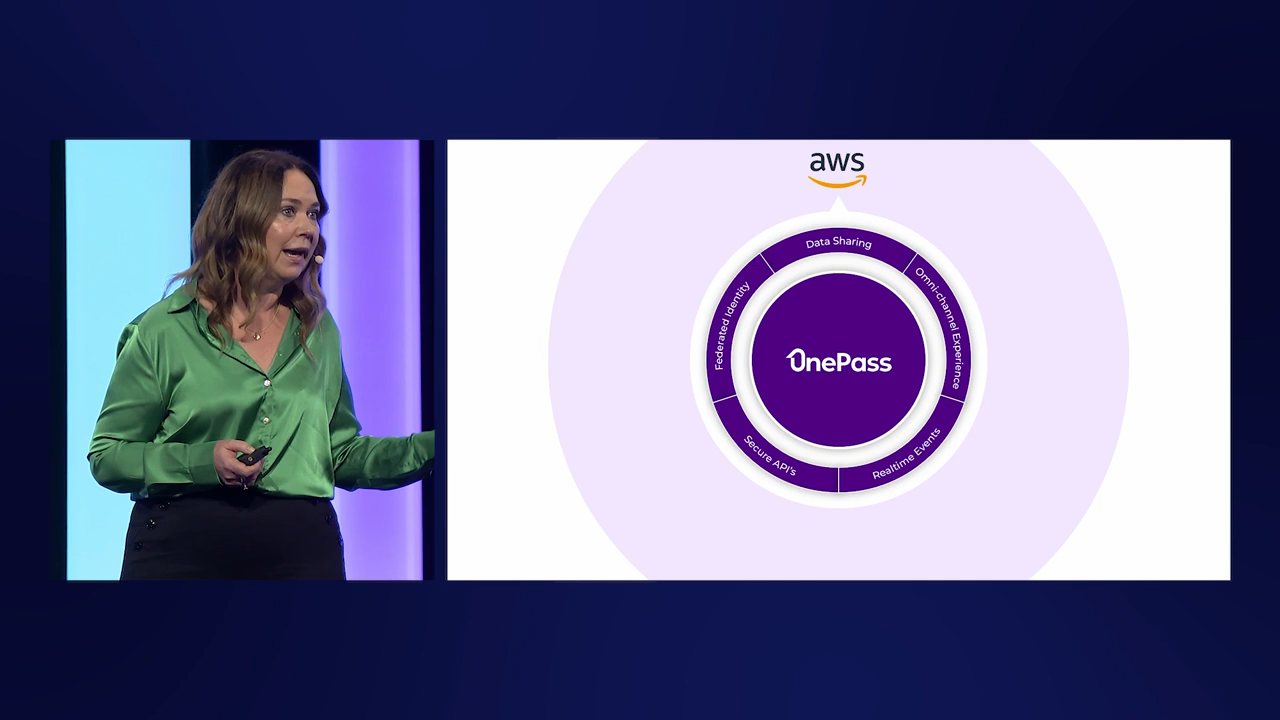 aws
Data Sharing
Omni-channel Experience
Federated Identity
OnePass
Secure API's
Realtime Events